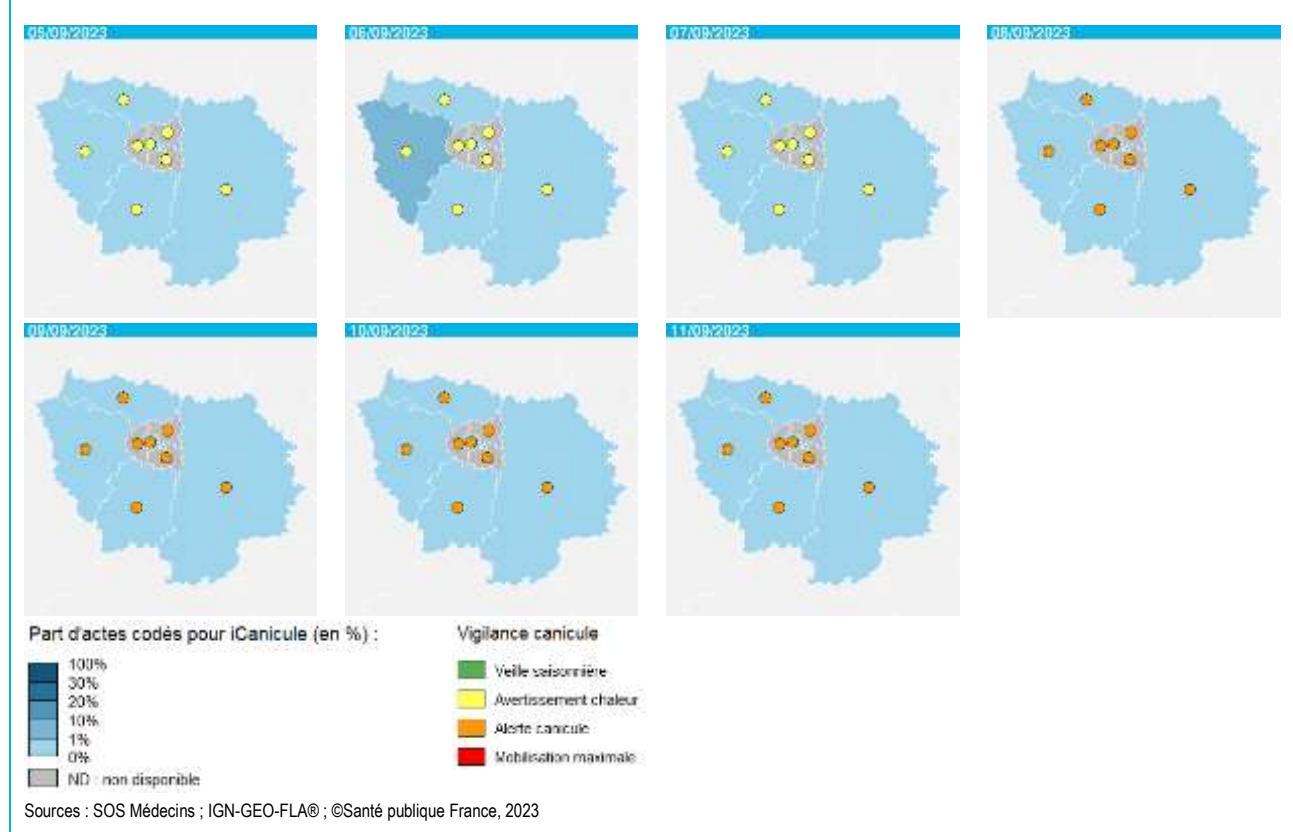 05/09/2023
06/09/2023
07/09/2023
08/09/2023
09/09/2023
10/09/2023
11/09/2023
Part d'actes codés pour iCanicule (en %) :
100%
30%
20%
10%
1%
0%
ND : non disponible
Vigilance canicule
Veille saisonnière
Avertissement chaleur
Alerte canicule
Mobilisation maximale
Sources : SOS Médecins ; IGN-GEO-FLA® ; ©Santé publique France, 2023